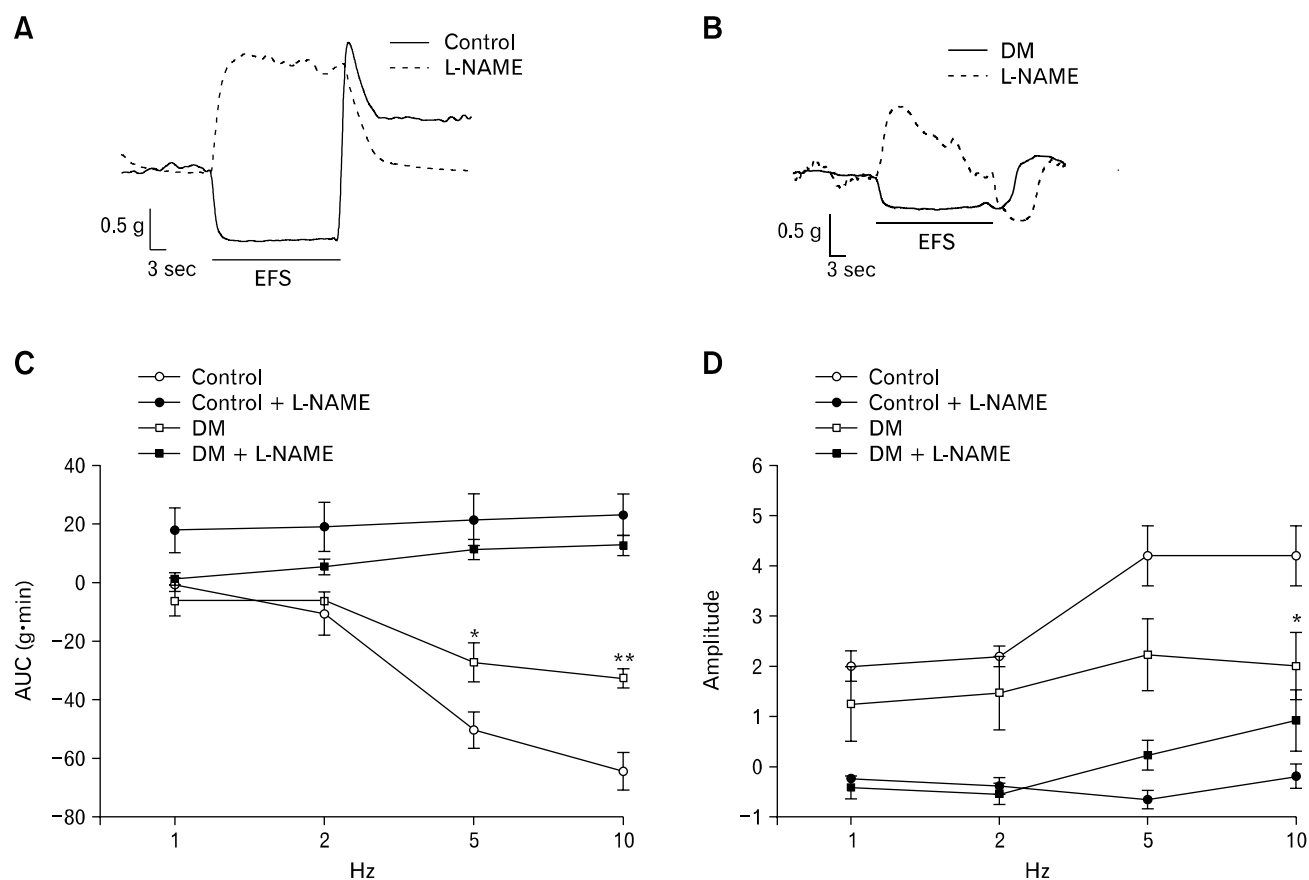 A
Control
L-NAME
0.5 g
3 sec
EFS
B
DM
L-NAME
0.5 g
3 sec
EFS
C
Control
Control + L-NAME
DM
DM + L-NAME
AUC (g•min)
40
20
0
−20
−40
−60
−80
*
**
1 2 5 10
Hz
D
Control
Control + L-NAME
DM
DM + L-NAME
Amplitude
6
5
4
3
2
1
0
−1
*
1 2 5 10
Hz